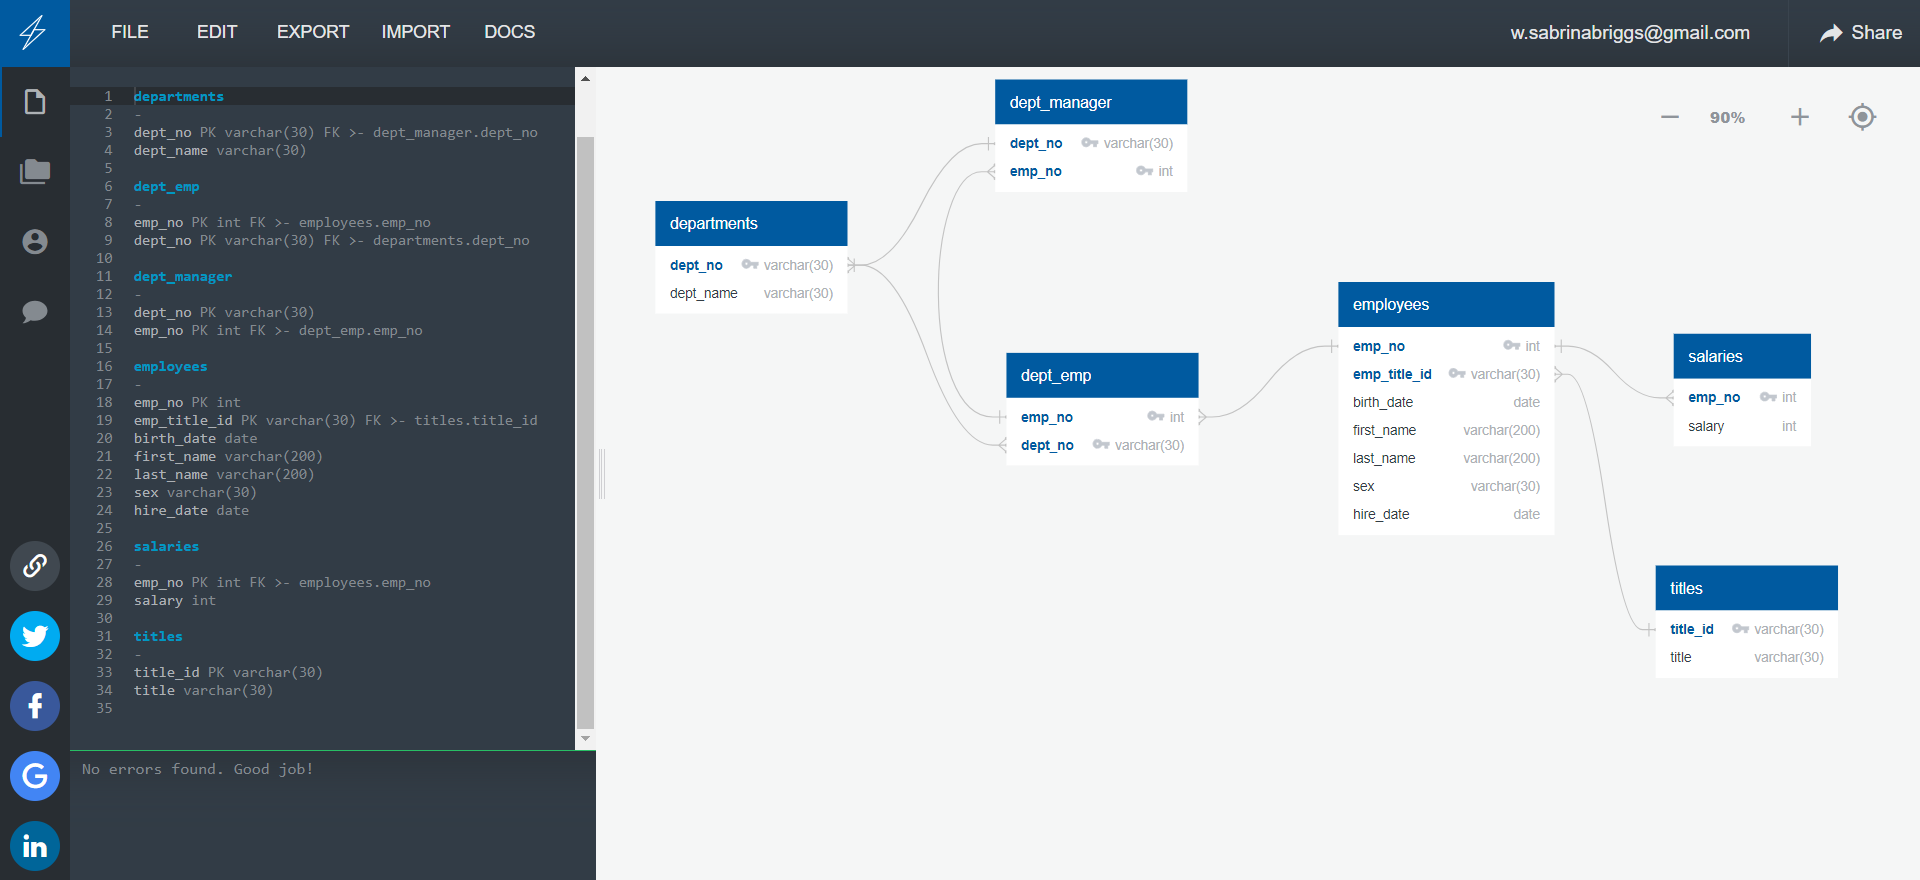 FILE EDIT EXPORT IMPORT DOCS w.sabrinabriggs@gmail.com Share
1 departments
2 -
3 dept_no PK varchar(30) FK >- dept_manager.dept_no
4 dept_name varchar(30)
5
6 dept_emp
7 -
8 emp_no PK int FK >- employees.emp_no
9 dept_no PK varchar(30) FK >- departments.dept_no
10
11 dept_manager
12 -
13 dept_no PK varchar(30)
14 emp_no PK int FK >- dept_emp.emp_no
15
16 employees
17 -
18 emp_no PK int
19 emp_title_id PK varchar(30) FK >- titles.title_id
20 birth_date date
21 first_name varchar(200)
22 last_name varchar(200)
23 sex varchar(30)
24 hire_date date
25
26 salaries
27 -
28 emp_no PK int FK >- employees.emp_no
29 salary int
30
31 titles
32 -
33 title_id PK varchar(30)
34 title varchar(30)
35
No errors found. Good job!
90%
dept_manager
dept_no varchar(30)
emp_no int
departments
dept_no varchar(30)
dept_name varchar(30)
dept_emp
emp_no int
dept_no varchar(30)
employees
emp_no int
emp_title_id varchar(30)
birth_date date
first_name varchar(200)
last_name varchar(200)
sex varchar(30)
hire_date date
salaries
emp_no int
salary int
titles
title_id varchar(30)
title varchar(30)